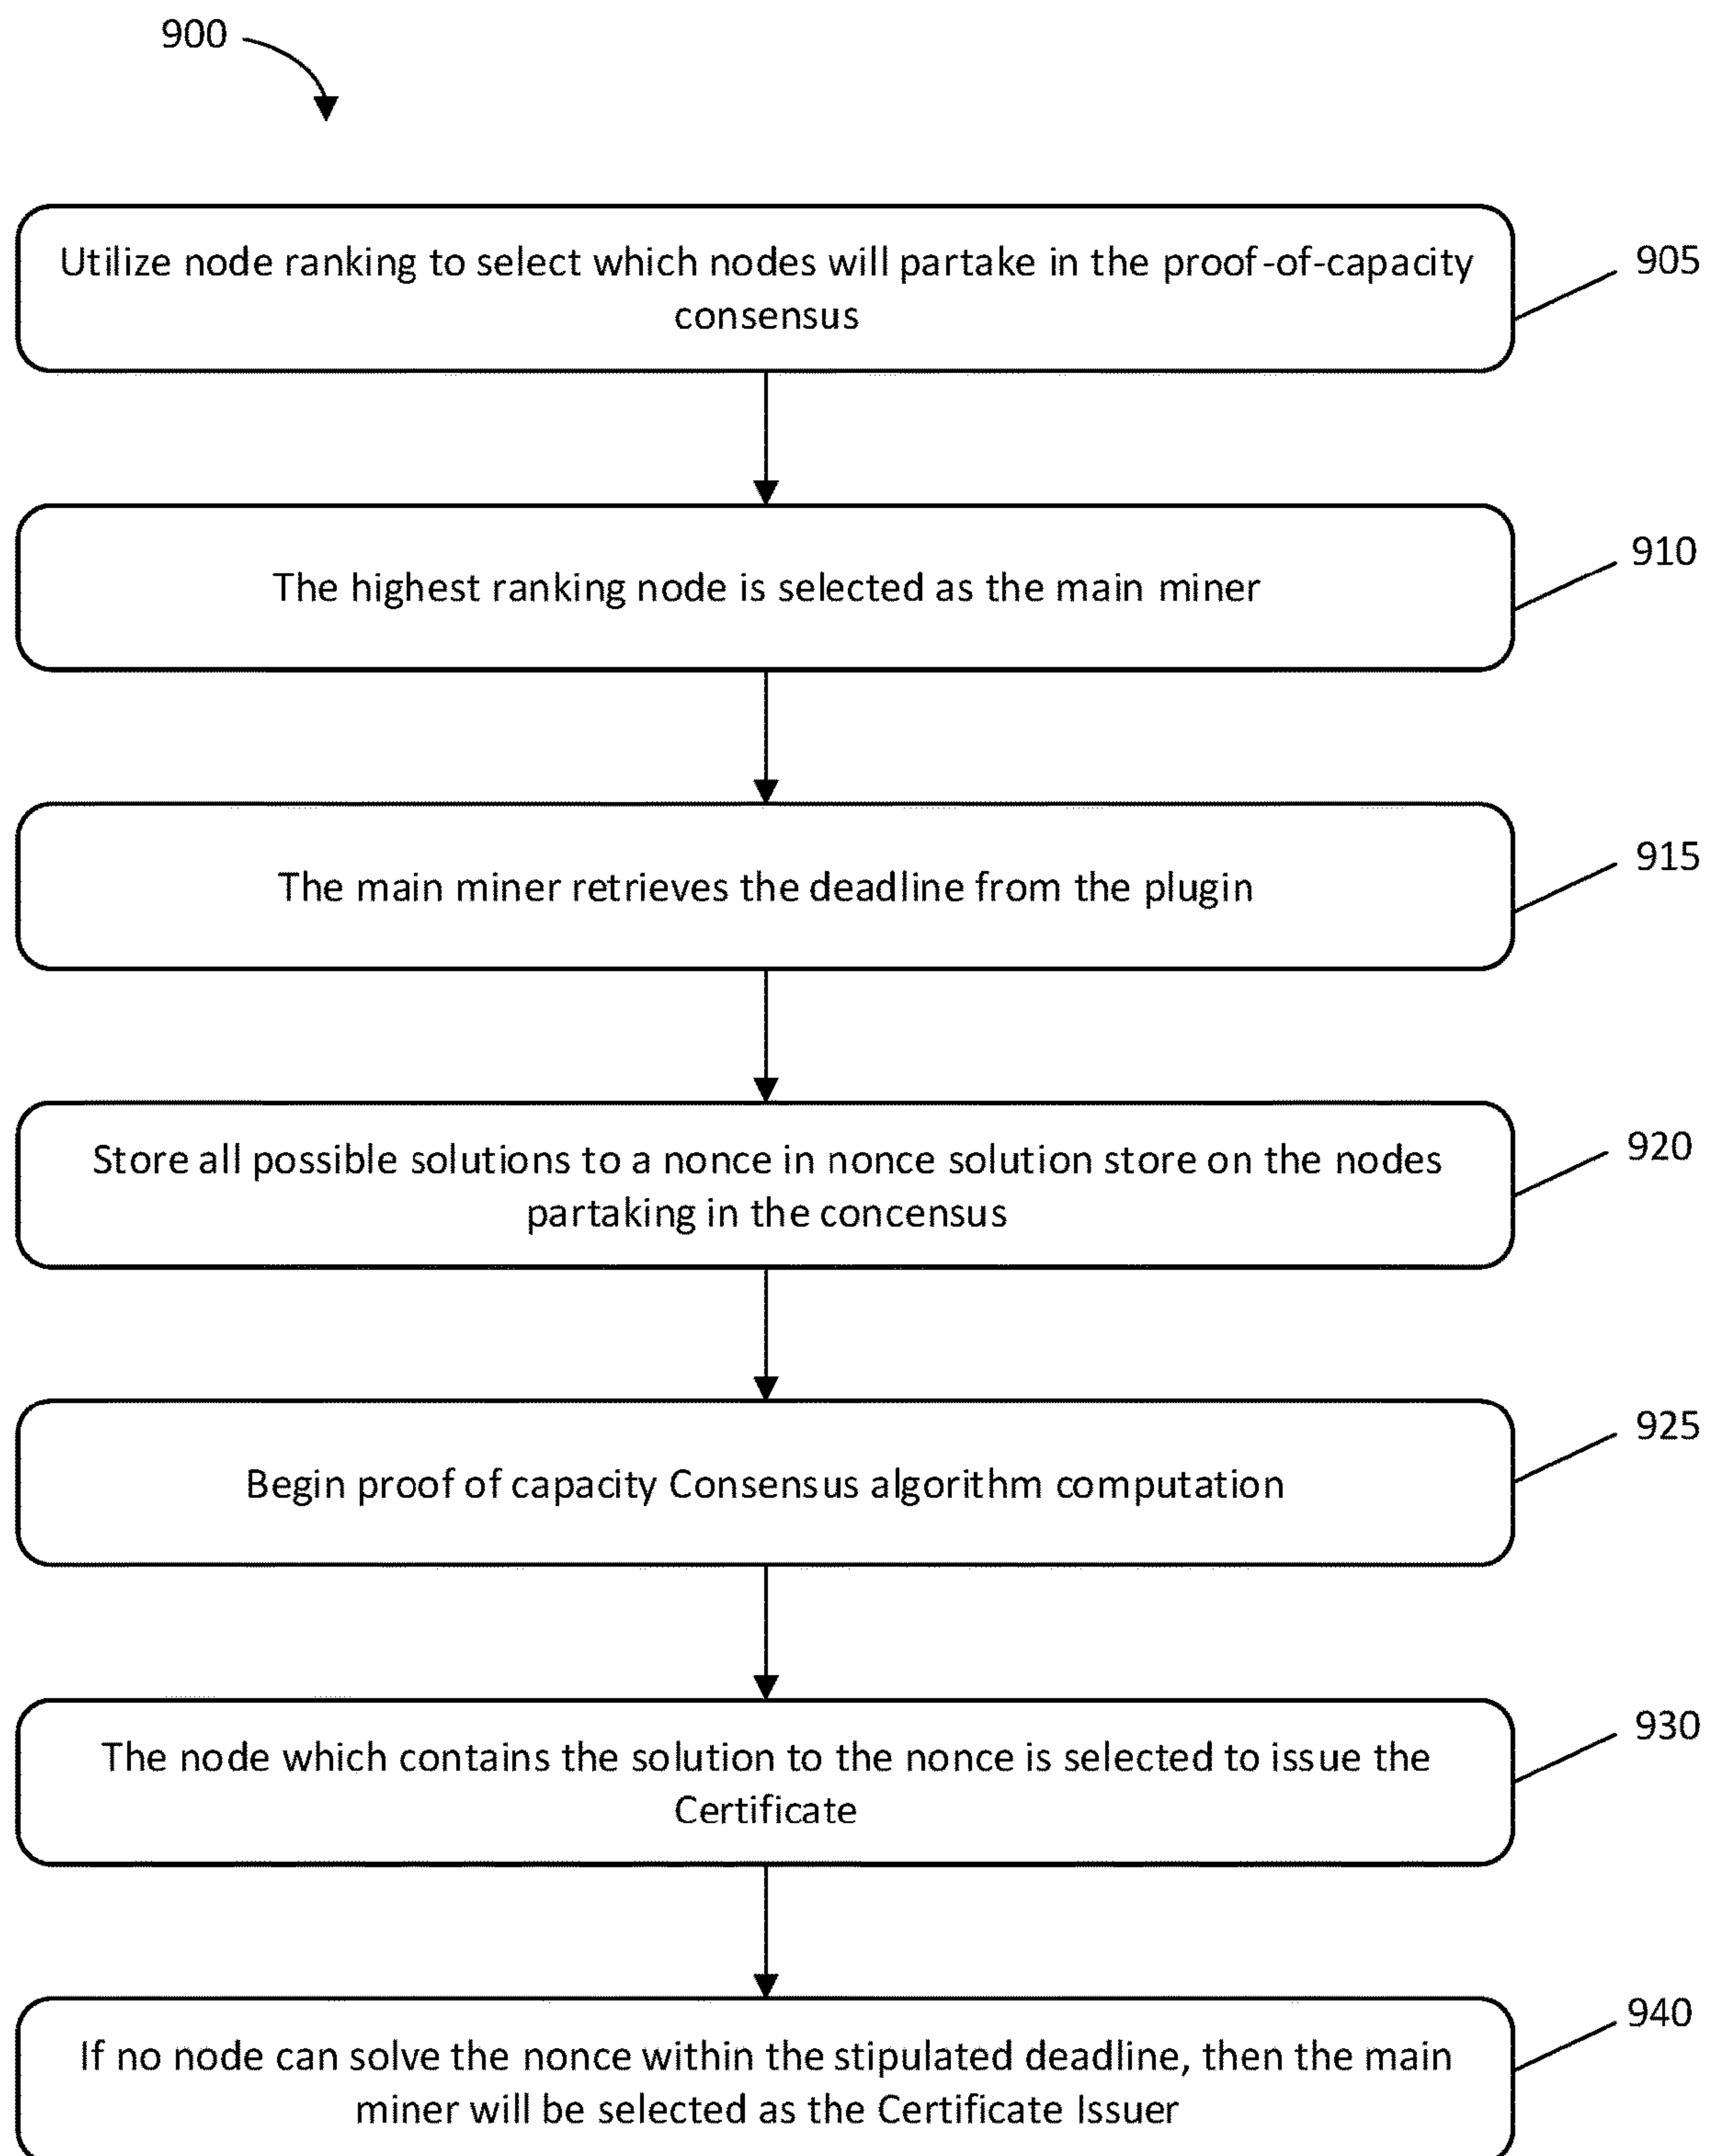 900
Utilize node ranking to select which nodes will partake in the proof-of-capacity
consensus
905
The highest ranking node is selected as the main miner
910
The main miner retrieves the deadline from the plugin
915
Store all possible solutions to a nonce in nonce solution store on the nodes
partaking in the concensus
920
Begin proof of capacity Consensus algorithm computation
925
The node which contains the solution to the nonce is selected to issue the
Certificate
930
If no node can solve the nonce within the stipulated deadline, then the main
miner will be selected as the Certificate Issuer
940